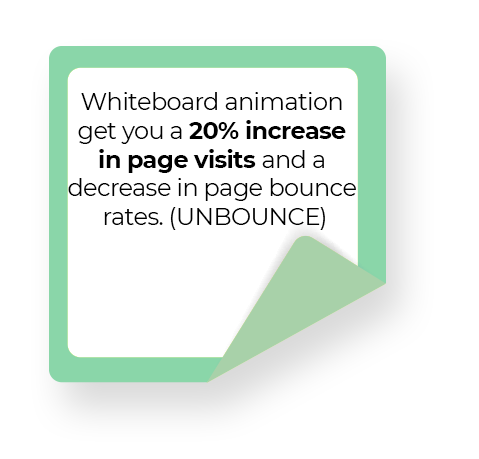 Whiteboard animation
get you a 20% increase
in page visits and a
decrease in page bounce
rates. (UNBOUNCE)